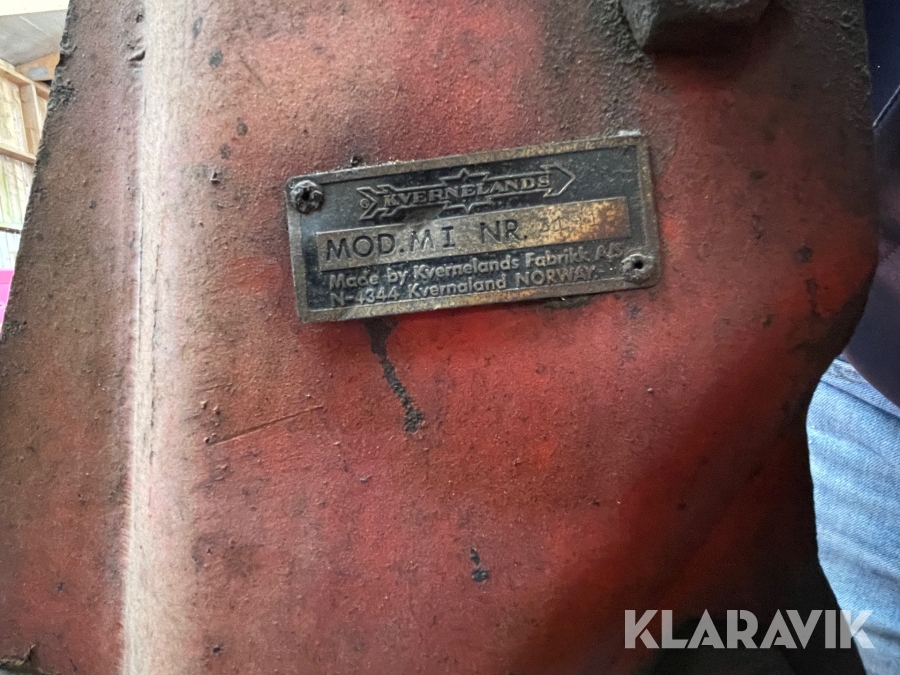 KVERNELANDS
MOD. M I NR.
Made by Kvernelands Fabrikk A/S
N-4344 Kvernaland NORWAY.
KLARAVIK